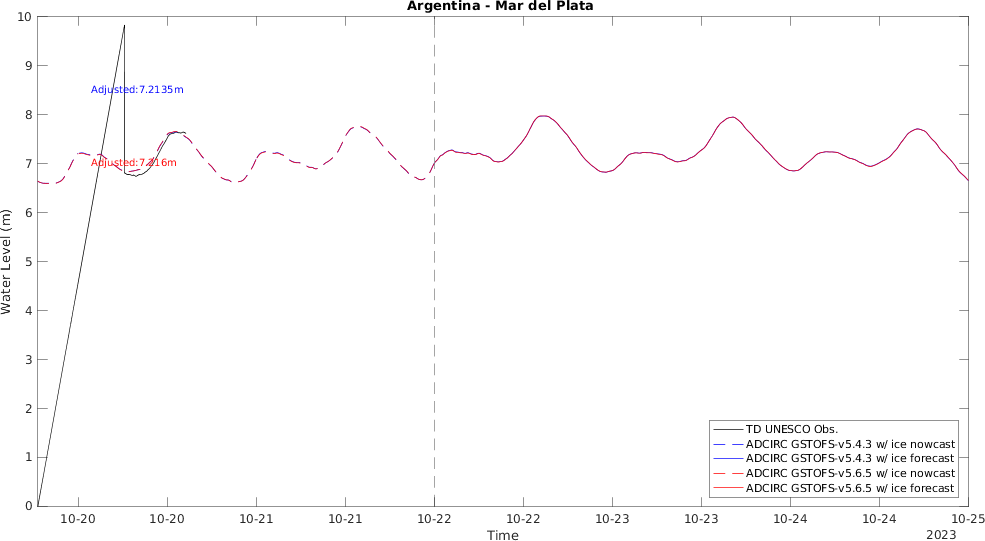 Argentina - Mar del Plata
10
9
8
7
6
5
4
3
2
1
0
Water Level (m)
Adjusted:7.2135m
Adjusted:7.216m
TD UNESCO Obs.
ADCIRC GSTOFS-v5.4.3 w/ ice nowcast
ADCIRC GSTOFS-v5.4.3 w/ ice forecast
ADCIRC GSTOFS-v5.6.5 w/ ice nowcast
ADCIRC GSTOFS-v5.6.5 w/ ice forecast
10-20 10-20 10-21 10-21 10-22 10-22 10-23 10-23 10-24 10-24 10-25
Time
2023